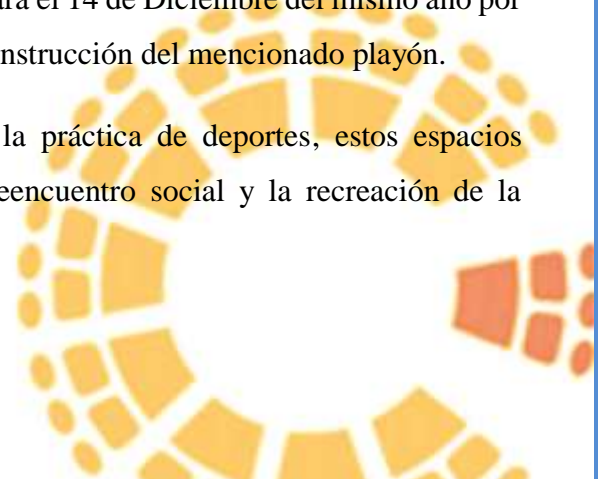 ara el 14 de Diciembre del mismo año por
nstrucción del mencionado playón.
la práctica de deportes, estos espacios
eencuentro social y la recreación de la